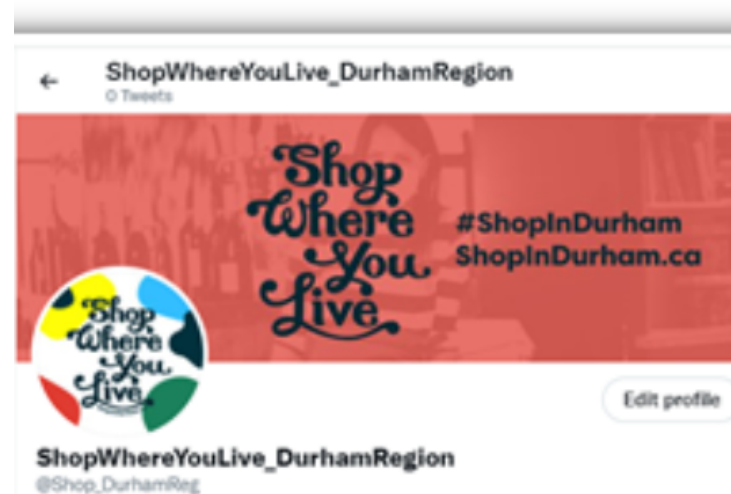 ShopWhereYouLive_DurhamRegion
0 Tweets
Shop
Where
You
Live
#ShopInDurham
ShopInDurham.ca
Shop
Where
You
Live
Edit profile
ShopWhereYouLive_DurhamRegion
@Shop_DurhamReg